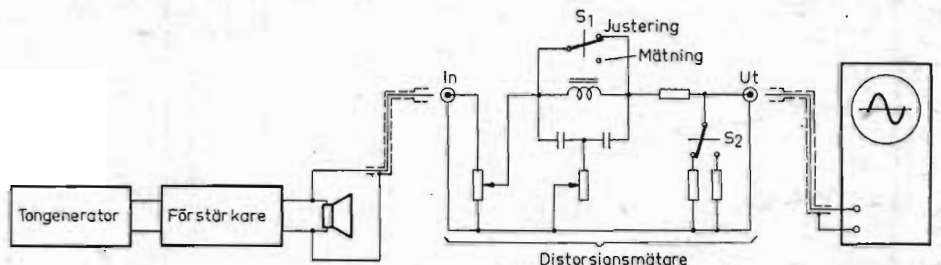 S1
Justering
Mätning
In
Ut
S2
Tongenerator
Förstärkare
Distorsionsmätare